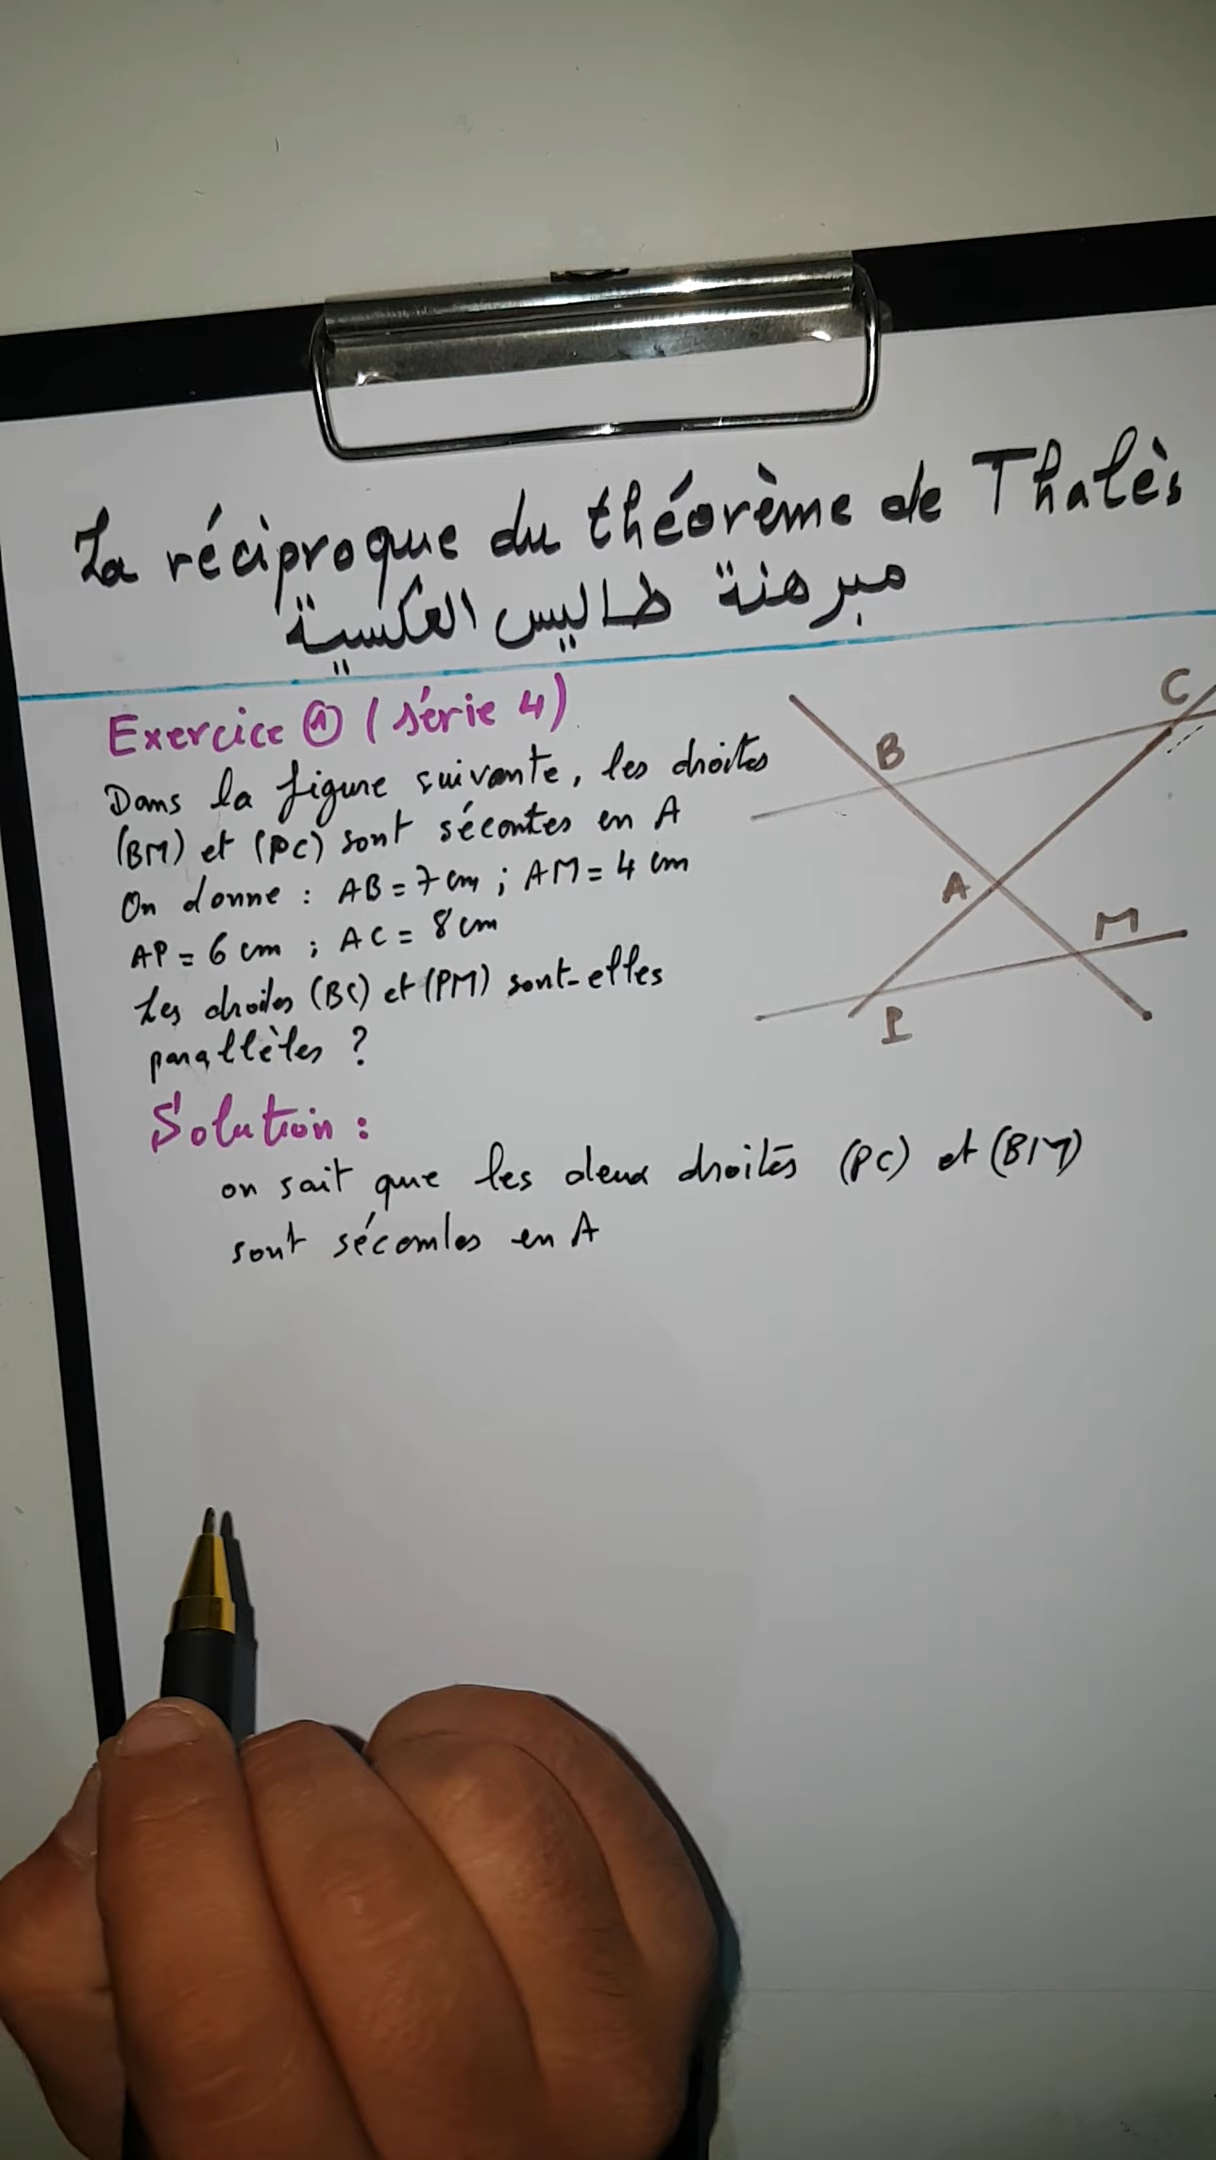 La réciproque du théorème de Thalès
مبرهنة طاليس العكسية
Exercice ① (série 4)
Dans la figure suivante, les droites
(BM) et (PC) sont sécantes en A
On donne : AB = 7 cm ; AM = 4 cm
AP = 6 cm ; AC = 8 cm
Les droites (BC) et (PM) sont-elles
parallèles ?
C
B
A
M
P
Solution :
on sait que les deux droites (PC) et (BM)
sont sécantes en A